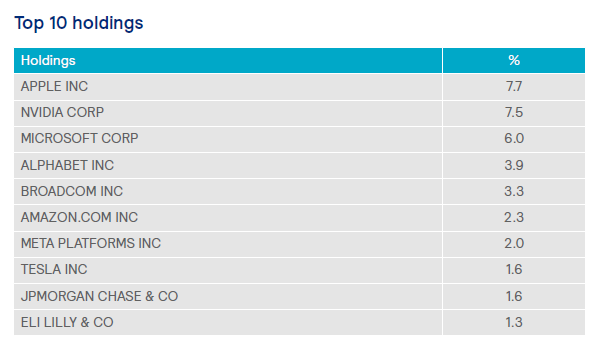 Top 10 holdings
Holdings %
APPLE INC 7.7
NVIDIA CORP 7.5
MICROSOFT CORP 6.0
ALPHABET INC 3.9
BROADCOM INC 3.3
AMAZON.COM INC 2.3
META PLATFORMS INC 2.0
TESLA INC 1.6
JPMORGAN CHASE & CO 1.6
ELI LILLY & CO 1.3